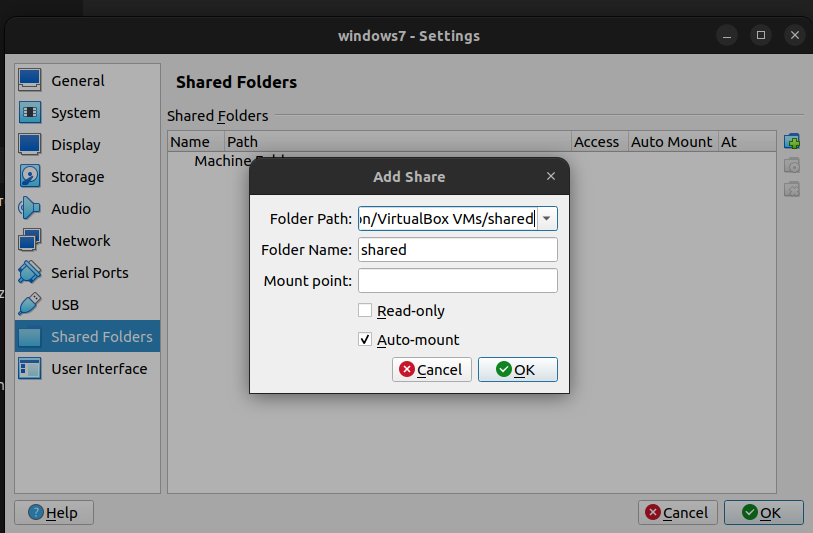 windows7 - Settings
General
System
Display
Storage
Audio
Network
Serial Ports
USB
Shared Folders
User Interface
Shared Folders
Shared Folders
Name Path Access Auto Mount At
Machine
Add Share
Folder Path: on/VirtualBox VMs/shared
Folder Name: shared
Mount point:
Read-only
Auto-mount
Cancel OK
Help Cancel OK